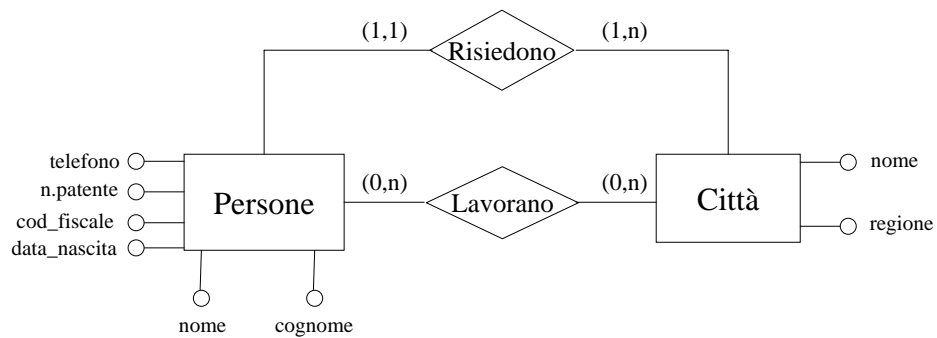 (1,1)
Risiedono
(1,n)
telefono
n.patente
cod_fiscale
data_nascita
Persone
(0,n)
Lavorano
(0,n)
Città
nome
regione
nome
cognome